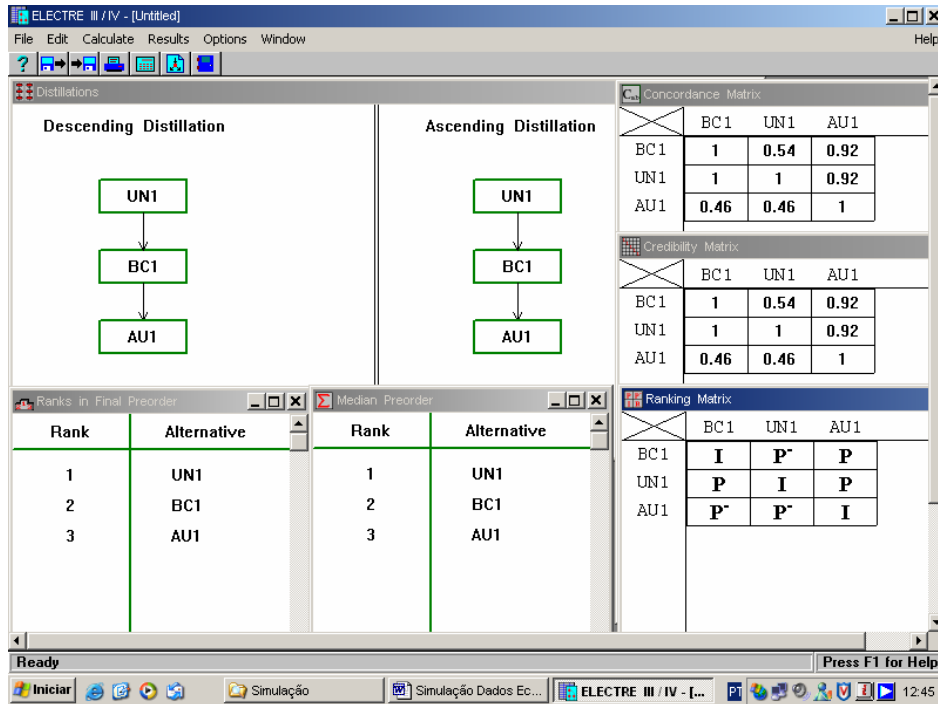 ELECTRE III / IV - [Untitled]
File Edit Calculate Results Options Window Help
?
Distillations
Descending Distillation
UN1
BC1
AU1
Ascending Distillation
UN1
BC1
AU1
Concordance Matrix
BC1 UN1 AU1
BC1 1 0.54 0.92
UN1 1 1 0.92
AU1 0.46 0.46 1
Credibility Matrix
BC1 UN1 AU1
BC1 1 0.54 0.92
UN1 1 1 0.92
AU1 0.46 0.46 1
Ranks in Final Preorder
Rank Alternative
1 UN1
2 BC1
3 AU1
Median Preorder
Rank Alternative
1 UN1
2 BC1
3 AU1
Ranking Matrix
BC1 UN1 AU1
BC1 I P⁻ P
UN1 P I P
AU1 P⁻ P⁻ I
Ready Press F1 for Help
Iniciar Simulação Simulação Dados Ec... ELECTRE III / IV - [... PT 12:45